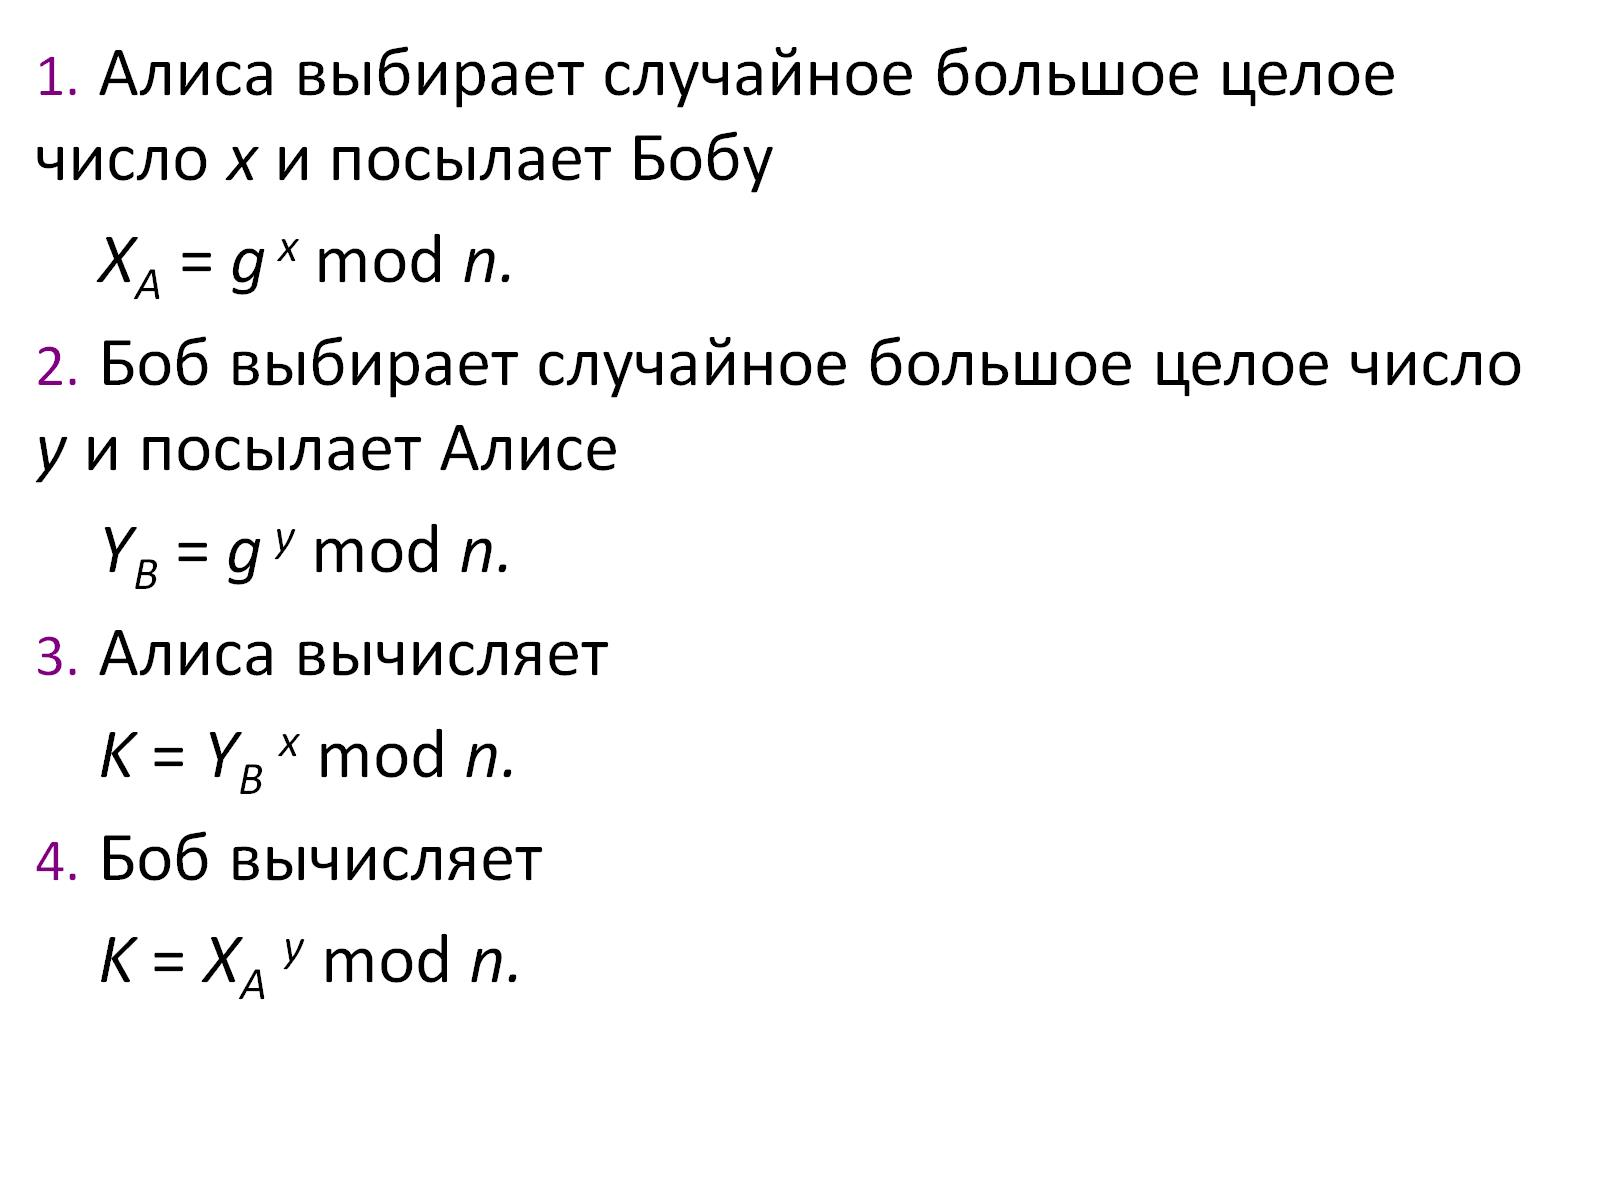 1. Алиса выбирает случайное большое целое
число x и посылает Бобу
X_A = g^x mod n.
2. Боб выбирает случайное большое целое число
y и посылает Алисе
Y_B = g^y mod n.
3. Алиса вычисляет
K = Y_B^x mod n.
4. Боб вычисляет
K = X_A^y mod n.